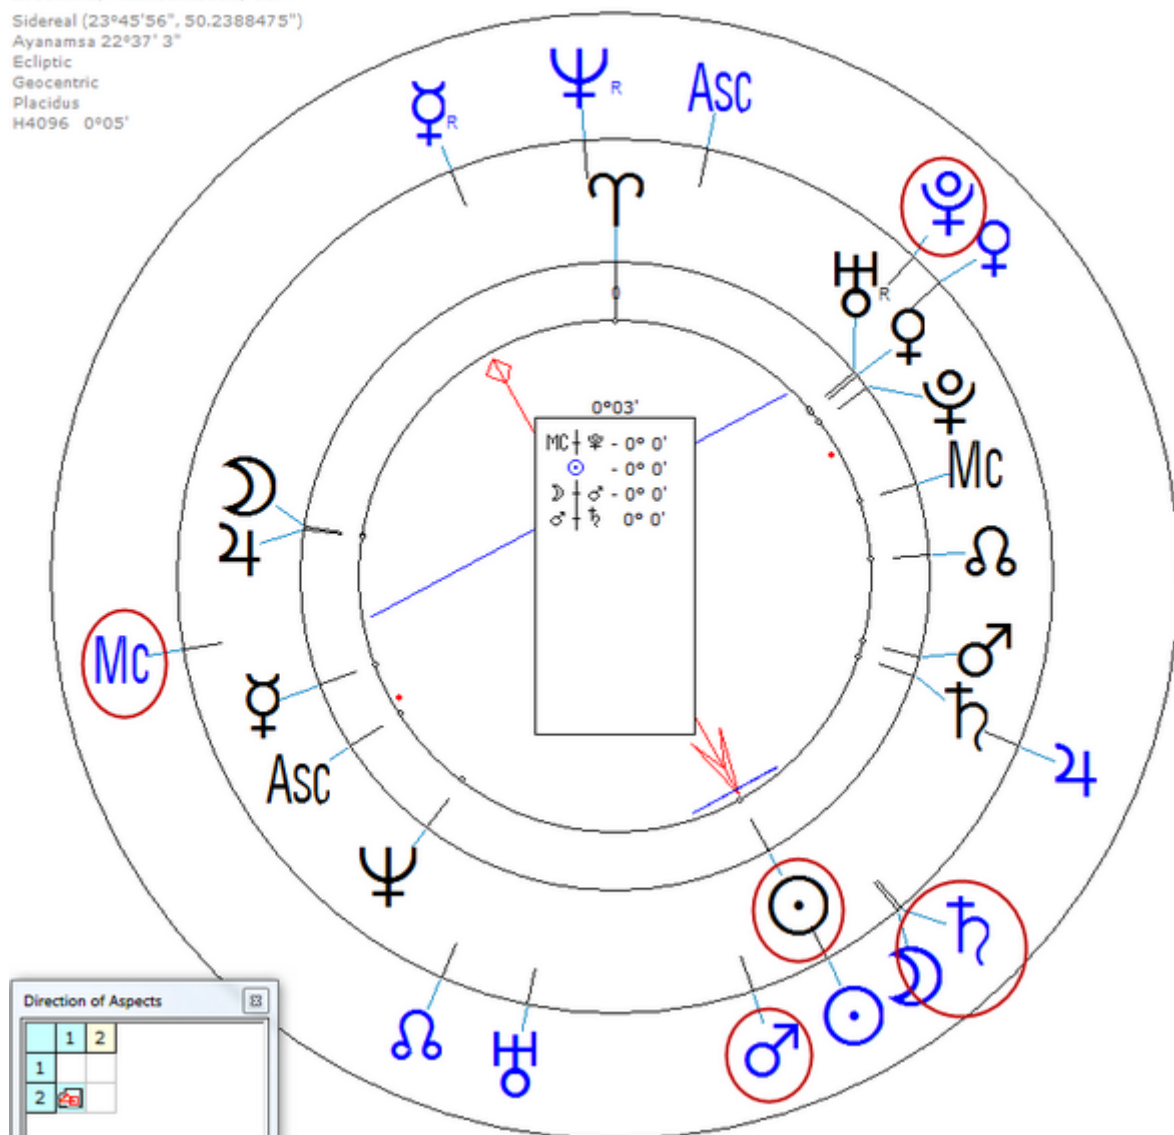 Sidereal (23°45'56", 50.2388475")
Ayanamsa 22°37' 3"
Ecliptic
Geocentric
Placidus
H4096 0°05'
R
R
Asc
R
Mc
Mc
Asc
0°03'
MC - 0° 0'
- 0° 0'
- 0° 0'
0° 0'
Direction of Aspects
1 2
1
2